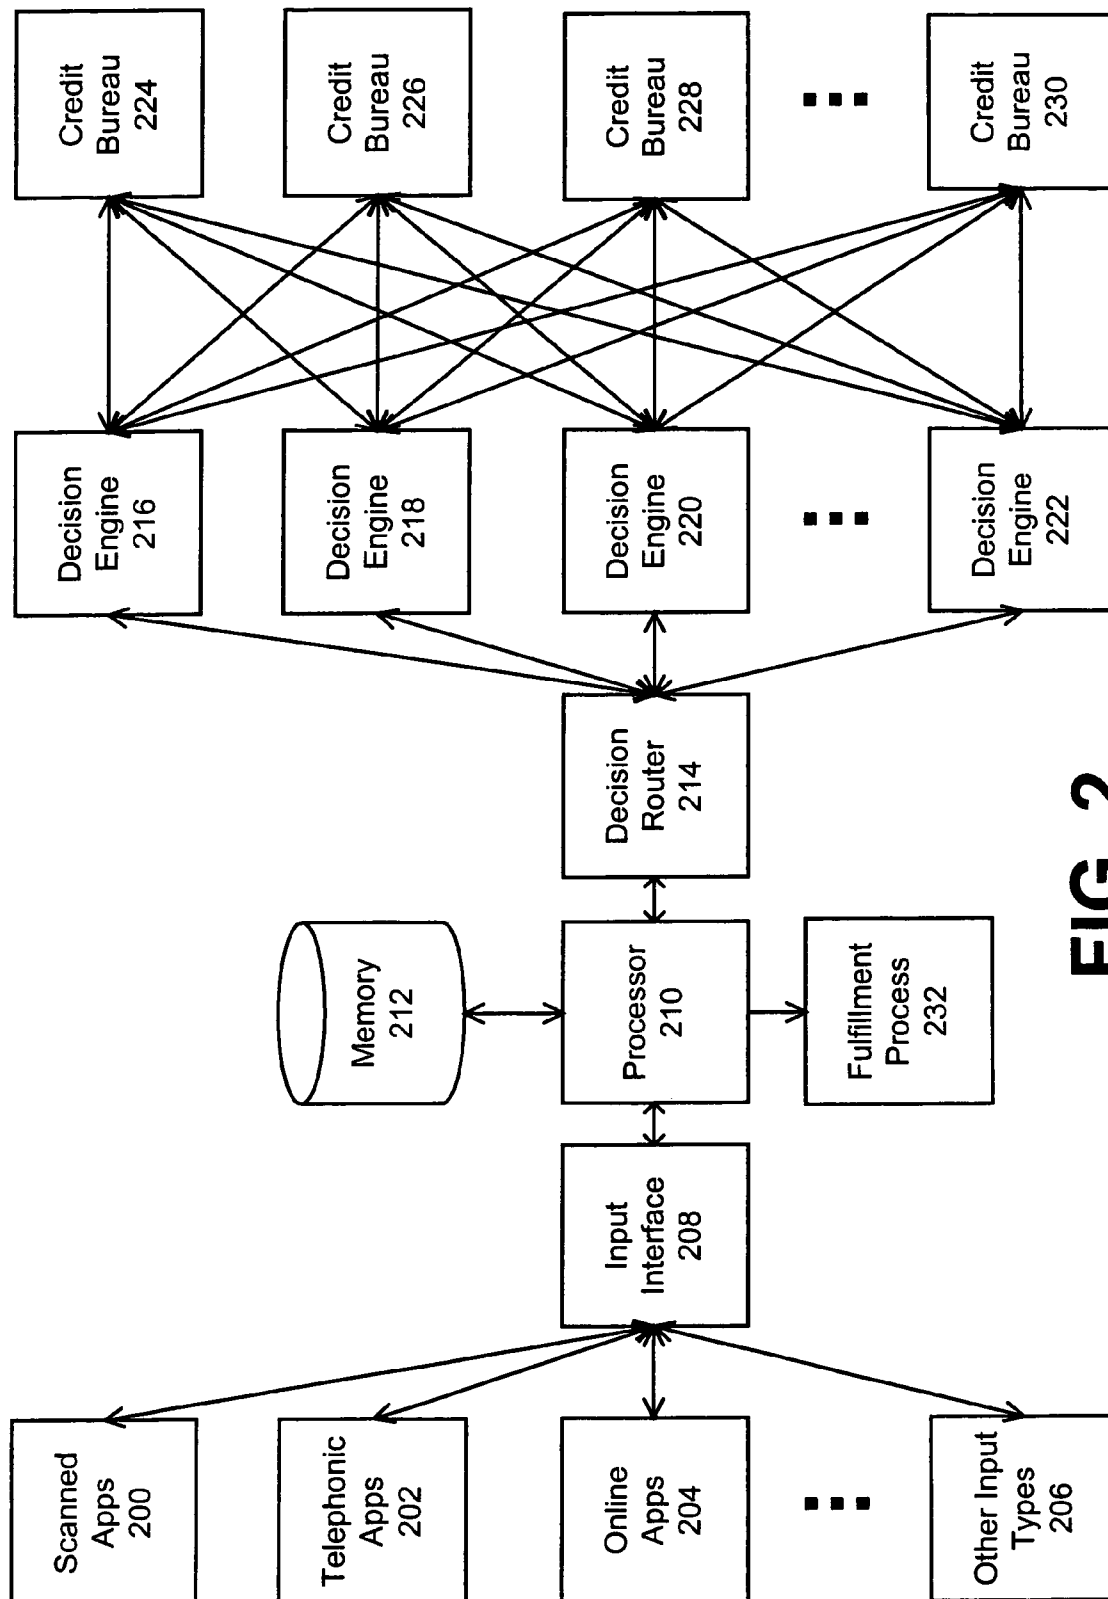 Scanned
Apps
200
Telephonic
Apps
202
Online
Apps
204
Other Input
Types
206
Input
Interface
208
Memory
212
Processor
210
Fulfillment
Process
232
Decision
Router
214
Decision
Engine
216
Decision
Engine
218
Decision
Engine
220
Decision
Engine
222
Credit
Bureau
224
Credit
Bureau
226
Credit
Bureau
228
Credit
Bureau
230
FIG 2